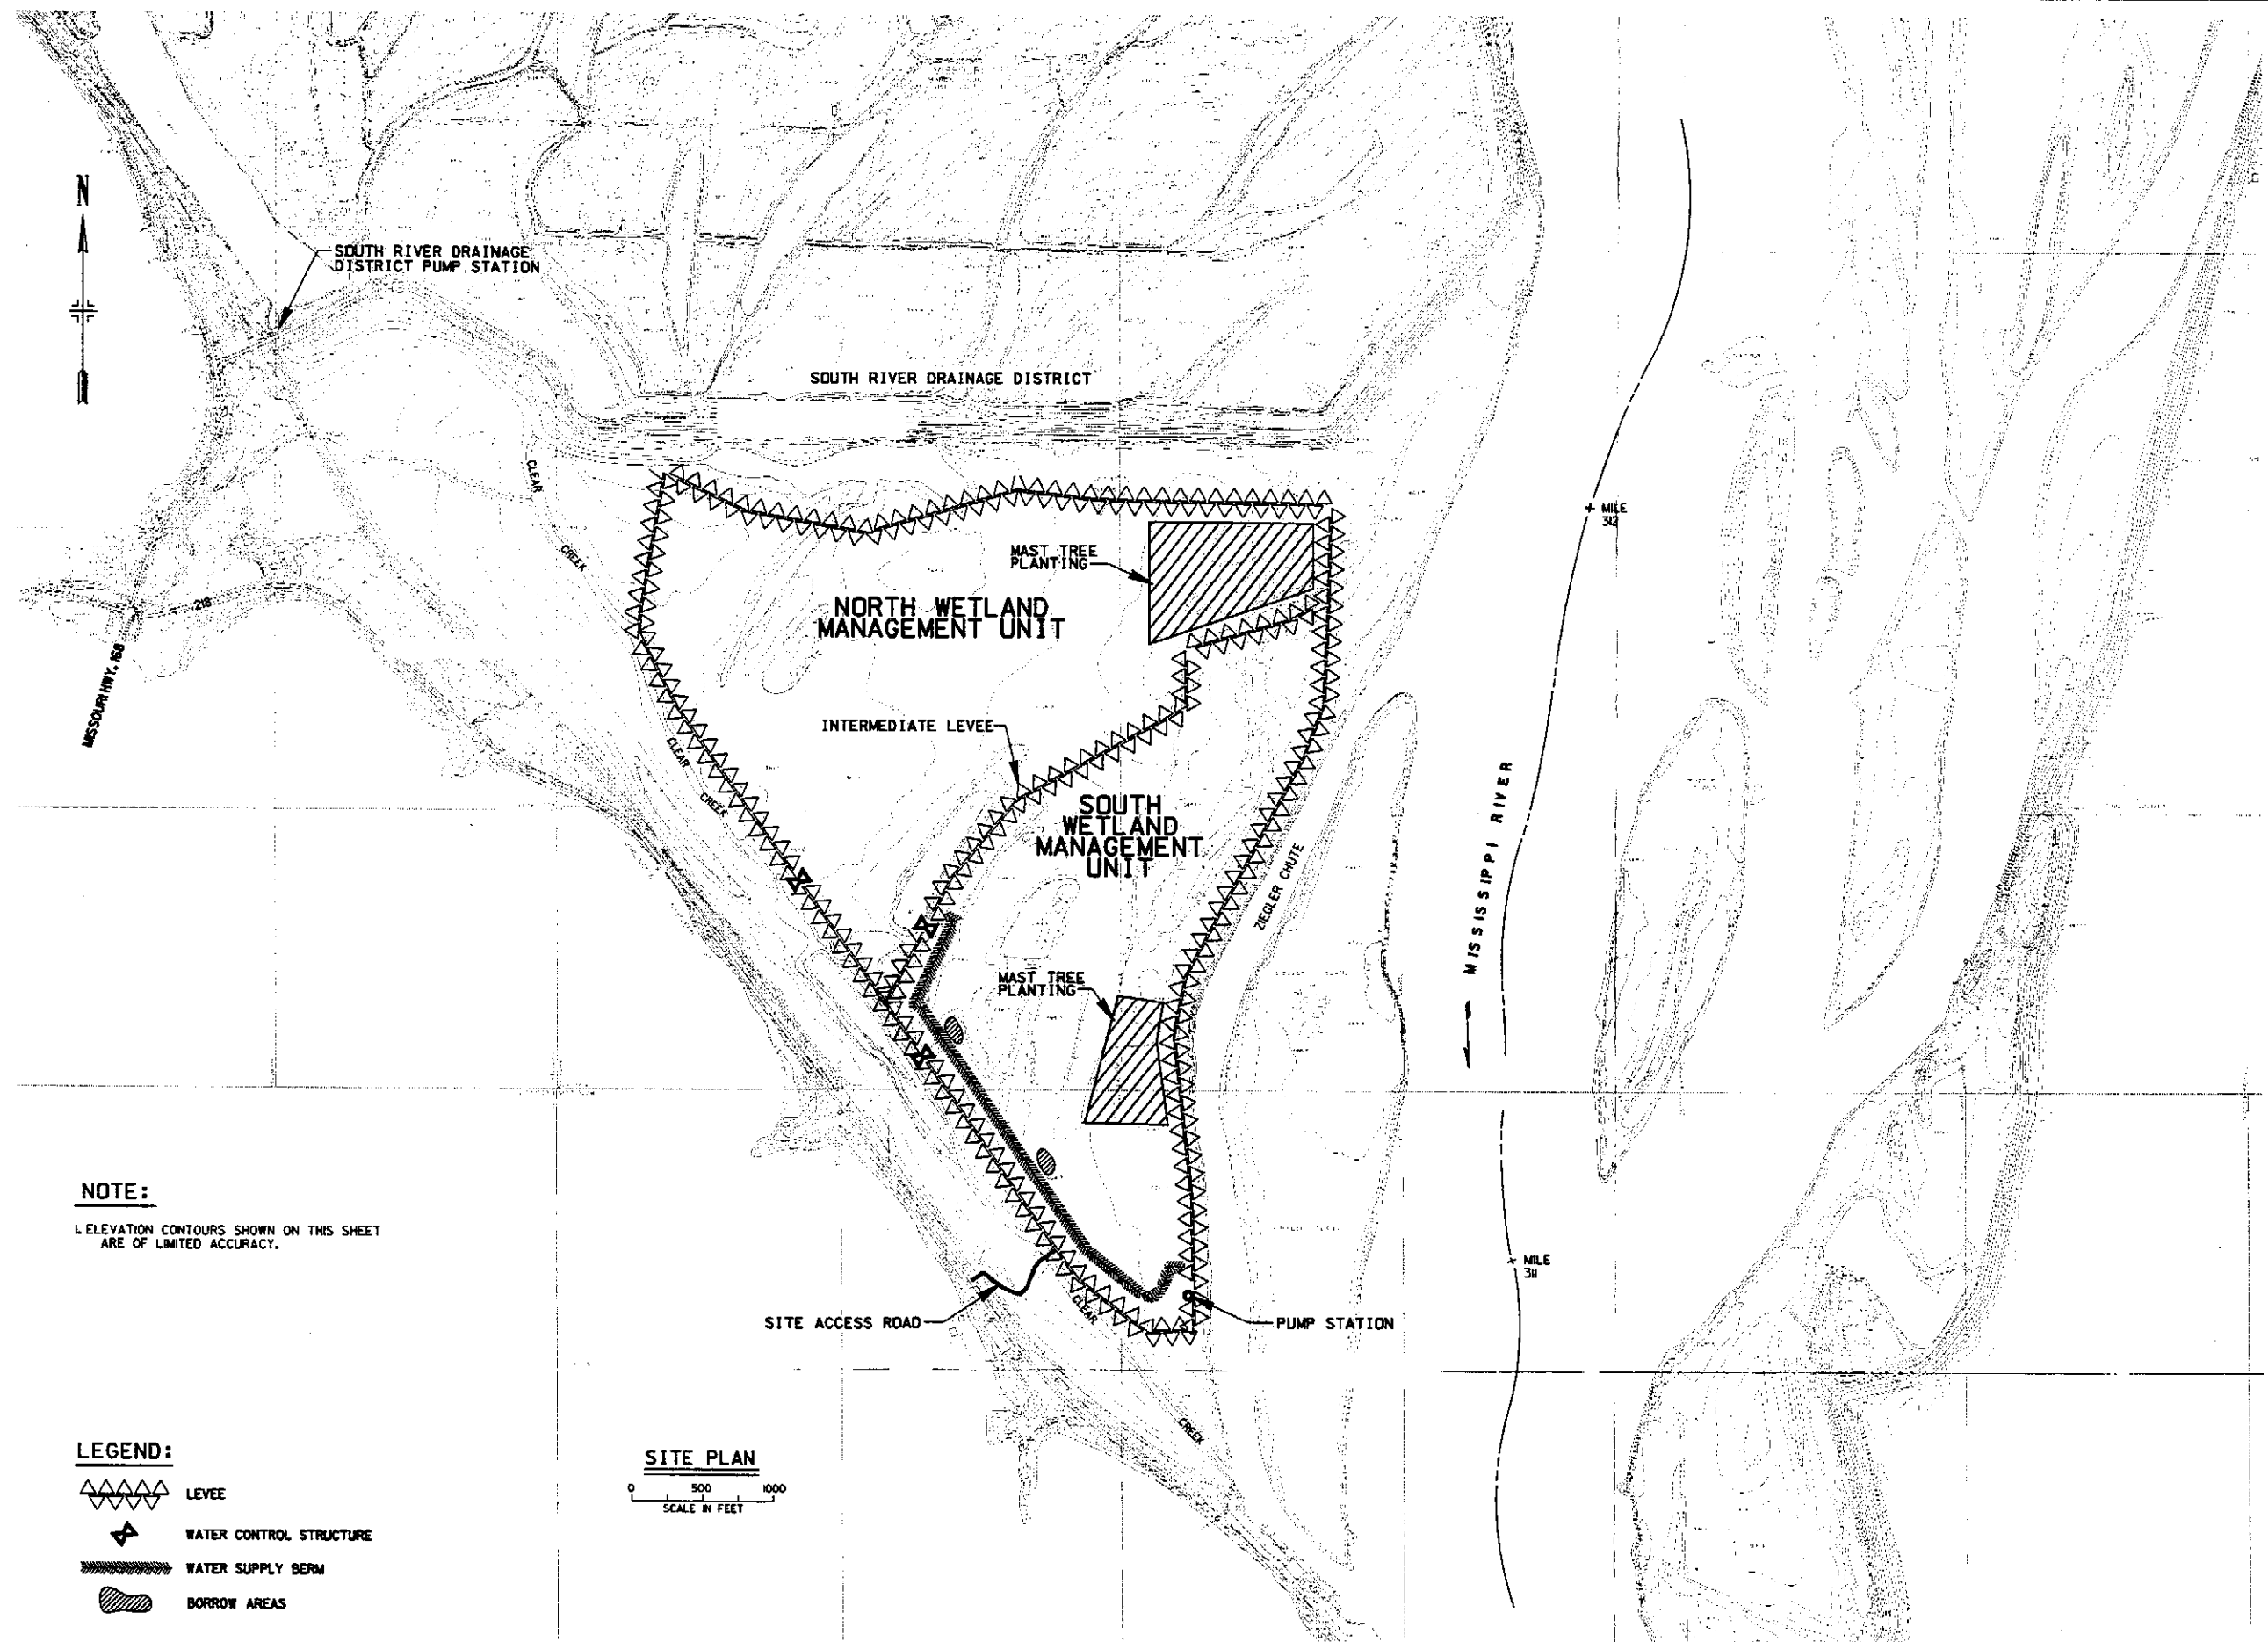 N
SOUTH RIVER DRAINAGE
DISTRICT PUMP STATION
SOUTH RIVER DRAINAGE DISTRICT
CLEAR
CREEK
MAST TREE
PLANTING
+ MILE
312
NORTH WETLAND
MANAGEMENT UNIT
218
MISSOURI HWY. 168
INTERMEDIATE LEVEE
CLEAR
CREEK
SOUTH
WETLAND
MANAGEMENT
UNIT
ZIEGLER CHUTE
MISSISSIPPI RIVER
MAST TREE
PLANTING
NOTE:
1. ELEVATION CONTOURS SHOWN ON THIS SHEET
ARE OF LIMITED ACCURACY.
+ MILE
311
SITE ACCESS ROAD
CLEAR
PUMP STATION
CREEK
LEGEND:
LEVEE
WATER CONTROL STRUCTURE
WATER SUPPLY BERM
BORROW AREAS
SITE PLAN
0 500 1000
SCALE IN FEET